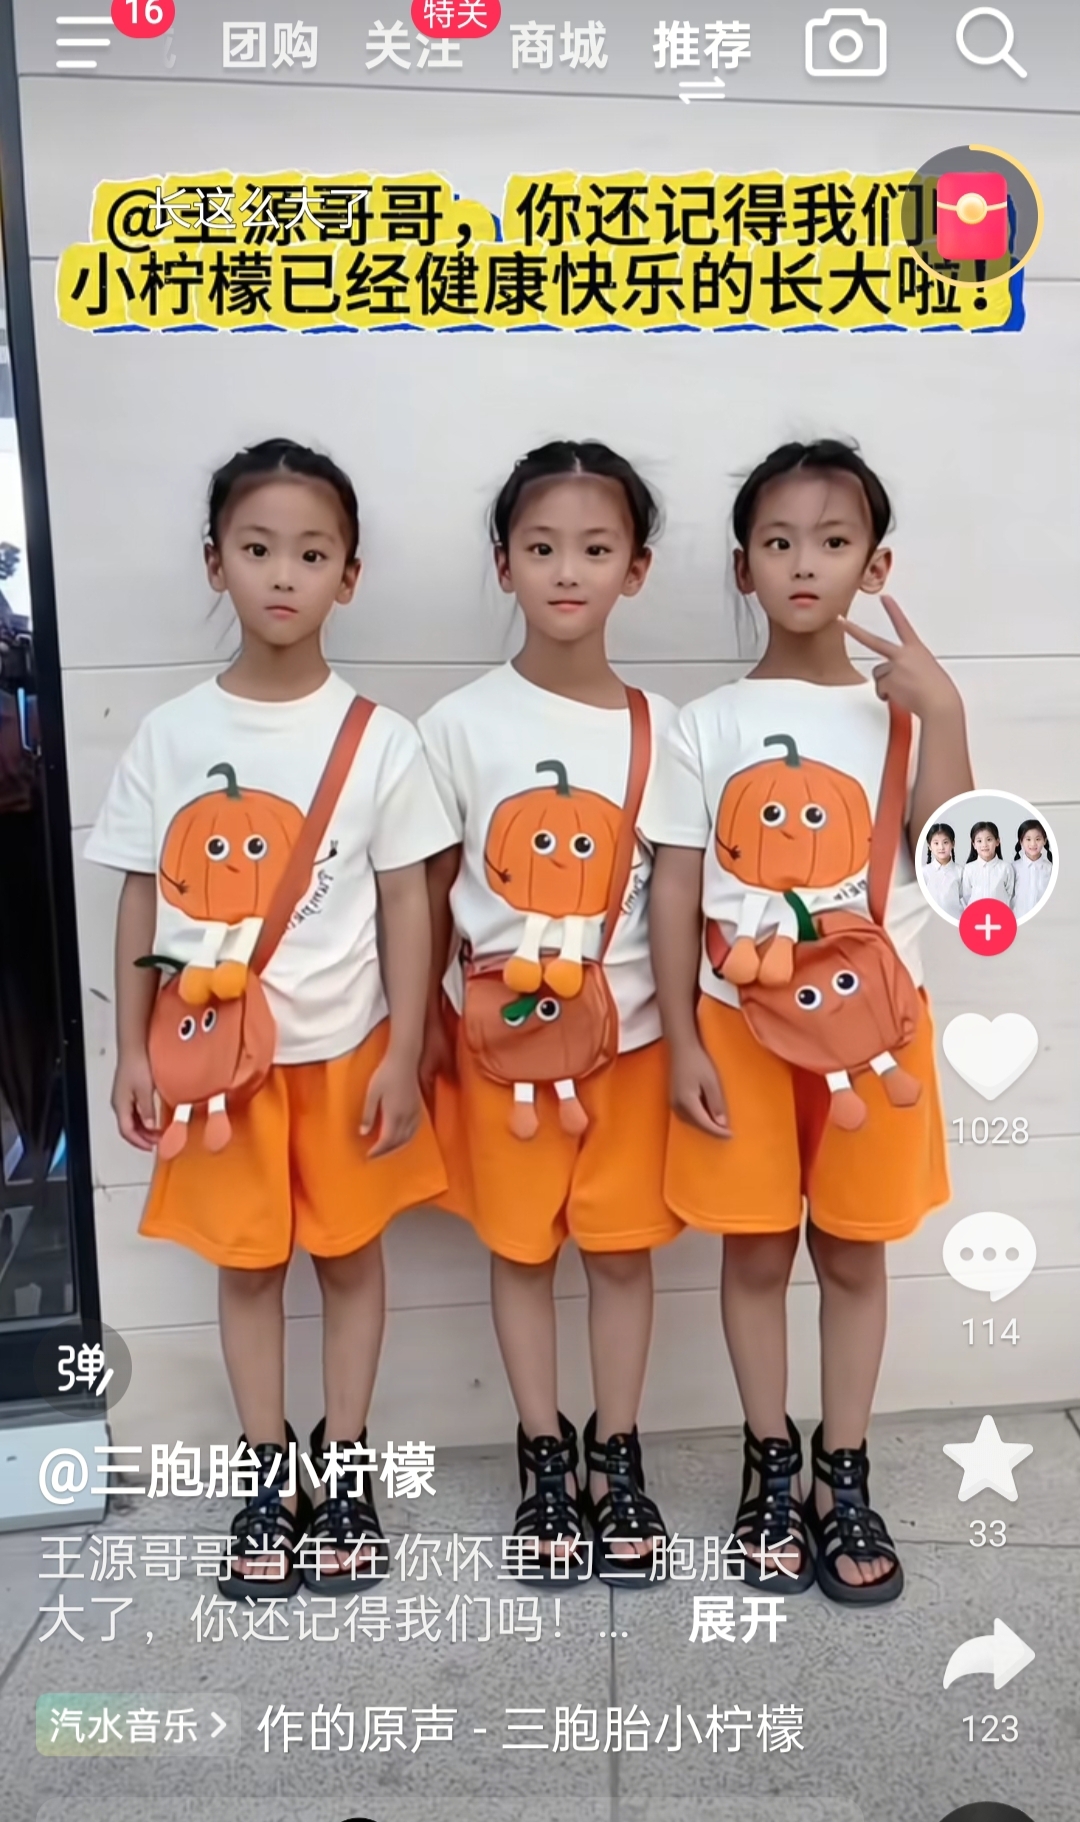 16
特关
团购 关注 商城 推荐
长这么大了
@王源哥哥，你还记得我们
小柠檬已经健康快乐的长大啦！
1028
114
弹
@三胞胎小柠檬
33
王源哥哥当年在你怀里的三胞胎长
大了，你还记得我们吗！... 展开
123
汽水音乐 作的原声 - 三胞胎小柠檬